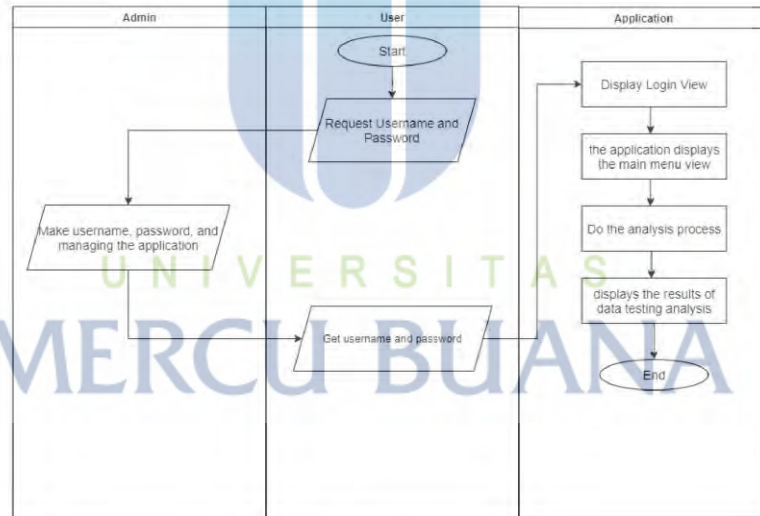 Admin
User
Application
Start
Request Username and
Password
Make username, password, and
managing the application
Get username and password
Display Login View
the application displays
the main menu view
Do the analysis process
displays the results of
data testing analysis
End
UNIVERSITAS
MERCU BUANA